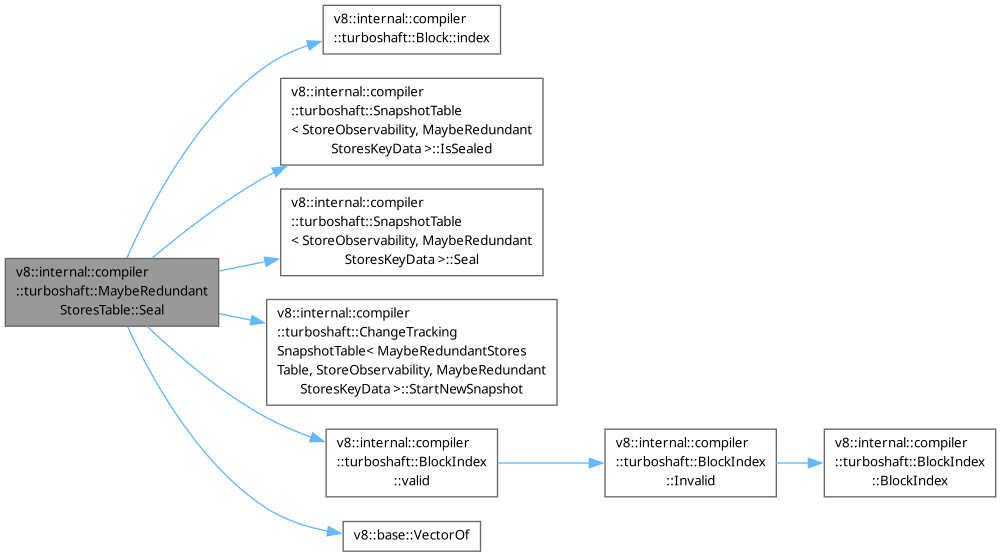 v8::internal::compiler
::turboshaft::Block::index
v8::internal::compiler
::turboshaft::SnapshotTable
< StoreObservability, MaybeRedundant
StoresKeyData >::IsSealed
v8::internal::compiler
::turboshaft::SnapshotTable
< StoreObservability, MaybeRedundant
StoresKeyData >::Seal
v8::internal::compiler
::turboshaft::MaybeRedundant
StoresTable::Seal
v8::internal::compiler
::turboshaft::ChangeTracking
SnapshotTable< MaybeRedundantStores
Table, StoreObservability, MaybeRedundant
StoresKeyData >::StartNewSnapshot
v8::internal::compiler
::turboshaft::BlockIndex
::valid
v8::internal::compiler
::turboshaft::BlockIndex
::Invalid
v8::internal::compiler
::turboshaft::BlockIndex
::BlockIndex
v8::base::VectorOf